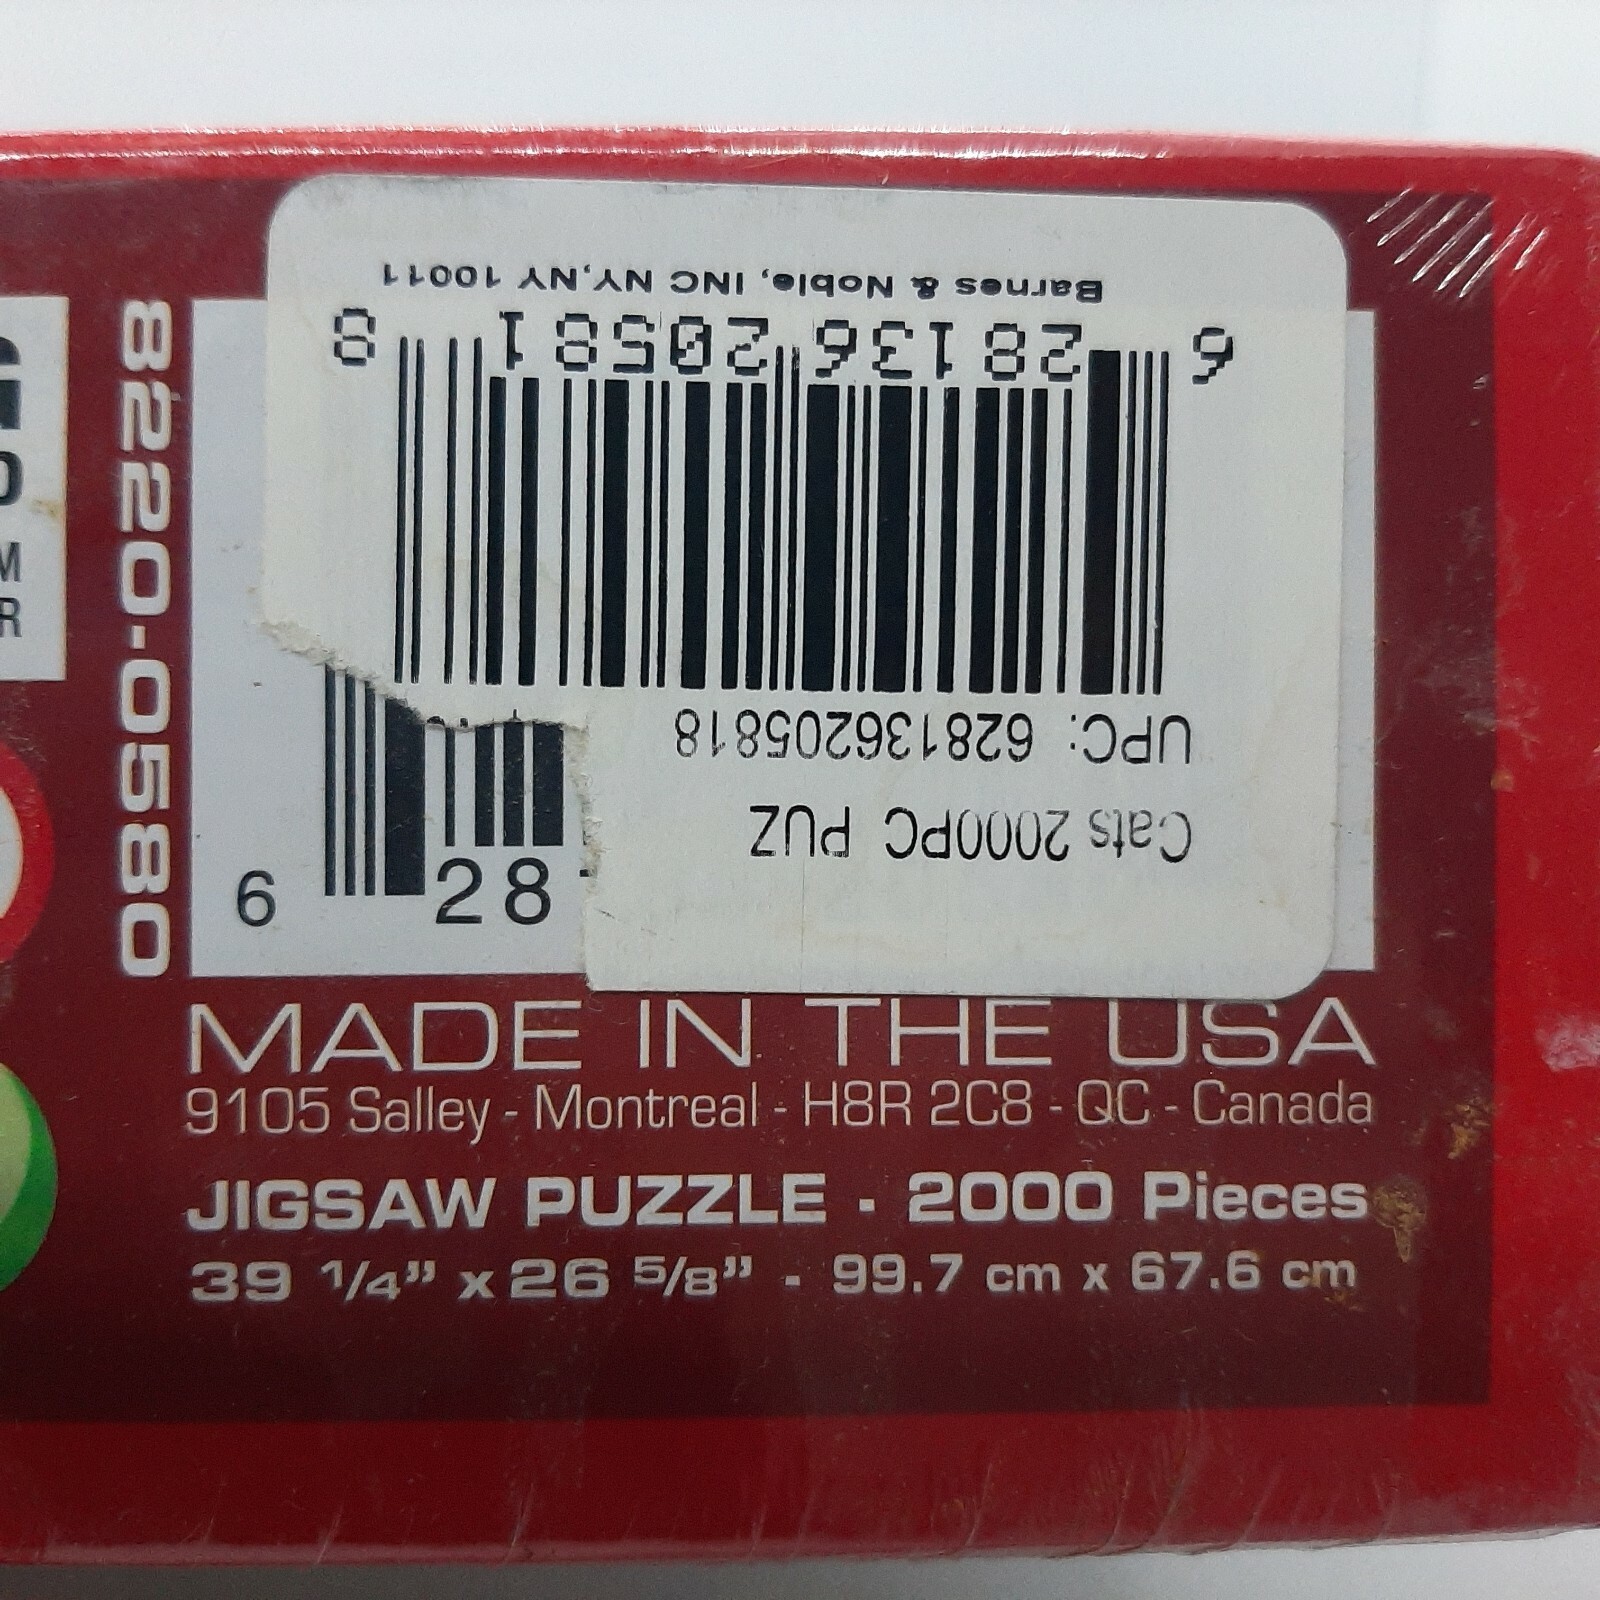 Barnes & Noble, INC NY,NY 10011
6 28136 20581 8
UPC: 628136205818
Cats 2000PC PUZ
8220.0580
D
M
R
6 28
MADE IN THE USA
9105 Salley - Montreal - H8R 2C8 - QC - Canada
JIGSAW PUZZLE - 2000 Pieces
39 1/4” x 26 5/8” - 99.7 cm x 67.6 cm